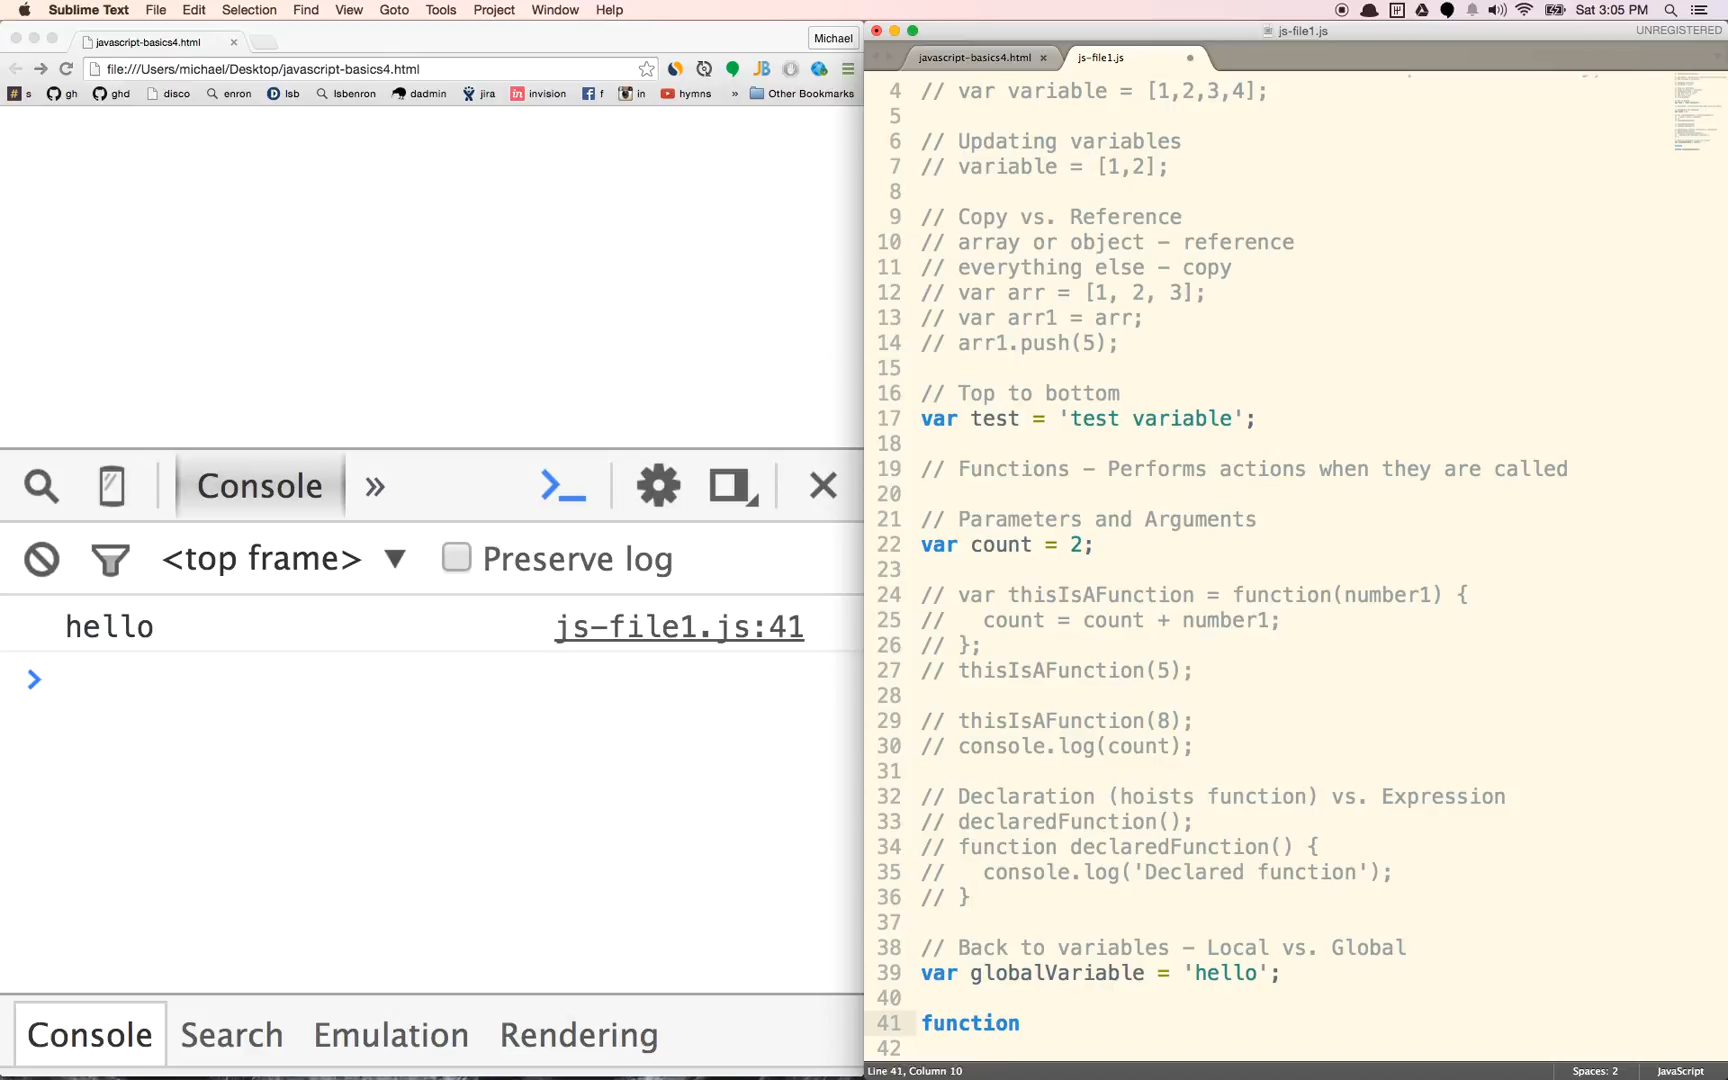 Sublime Text File Edit Selection Find View Goto Tools Project Window Help Sat 3:05 PM
javascript-basics4.html × Michael
file:///Users/michael/Desktop/javascript-basics4.html
s gh ghd disco enron lsb lsbenron dadmin jira invision f in hymns » Other Bookmarks
Console »
<top frame> ▼ Preserve log
hello js-file1.js:41
>
Console Search Emulation Rendering
js-file1.js UNREGISTERED
javascript-basics4.html × js-file1.js
4 // var variable = [1,2,3,4];
5
6 // Updating variables
7 // variable = [1,2];
8
9 // Copy vs. Reference
10 // array or object - reference
11 // everything else - copy
12 // var arr = [1, 2, 3];
13 // var arr1 = arr;
14 // arr1.push(5);
15
16 // Top to bottom
17 var test = 'test variable';
18
19 // Functions - Performs actions when they are called
20
21 // Parameters and Arguments
22 var count = 2;
23
24 // var thisIsAFunction = function(number1) {
25 //   count = count + number1;
26 // };
27 // thisIsAFunction(5);
28
29 // thisIsAFunction(8);
30 // console.log(count);
31
32 // Declaration (hoists function) vs. Expression
33 // declaredFunction();
34 // function declaredFunction() {
35 //   console.log('Declared function');
36 // }
37
38 // Back to variables - Local vs. Global
39 var globalVariable = 'hello';
40
41 function
42
Line 41, Column 10 Spaces: 2 JavaScript